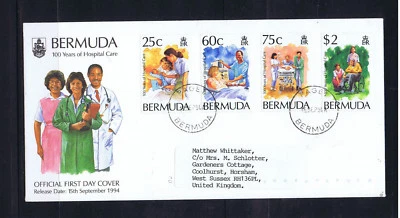 BERMUDA
100 Years of Hospital Care
25c
60c
75c
$2
BERMUDA
BERMUDA
BERMUDA
BERMUDA
BERMUDA
BERMUDA
OFFICIAL FIRST DAY COVER
Release Date: 15th September 1994
Matthew Whittaker,
C/o Mrs. M. Schlotter,
Gardeners Cottage,
Coolhurst, Horsham,
West Sussex RH136PL,
United Kingdom.